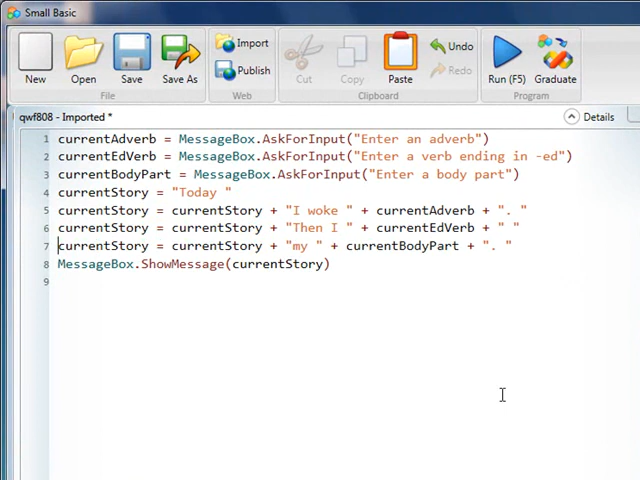 Small Basic
New
Open
Save
Save As
Import
Publish
Cut
Copy
Paste
Undo
Redo
Run (F5)
Graduate
File
Web
Clipboard
Program
qwf808 - Imported *
Details
1 currentAdverb = MessageBox.AskForInput("Enter an adverb")
2 currentEdVerb = MessageBox.AskForInput("Enter a verb ending in -ed")
3 currentBodyPart = MessageBox.AskForInput("Enter a body part")
4 currentStory = "Today "
5 currentStory = currentStory + "I woke " + currentAdverb + ". "
6 currentStory = currentStory + "Then I " + currentEdVerb + " "
7 currentStory = currentStory + "my " + currentBodyPart + ". "
8 MessageBox.ShowMessage(currentStory)
9